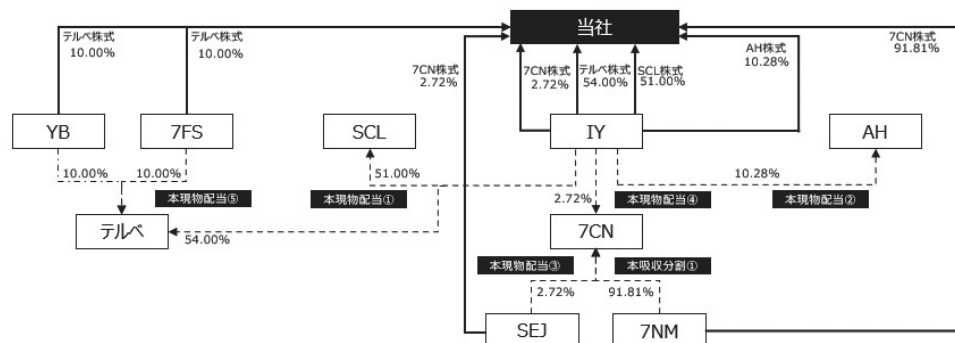 当社
テルベ株式
10.00%
テルベ株式
10.00%
7CN株式
2.72%
7CN株式
2.72%
テルベ株式
54.00%
SCL株式
51.00%
AH株式
10.28%
7CN株式
91.81%
YB
7FS
SCL
IY
AH
10.00%
10.00%
51.00%
10.28%
本現物配当⑤
本現物配当①
2.72%
本現物配当④
本現物配当②
テルベ
54.00%
7CN
本現物配当③
本吸収分割①
2.72%
91.81%
SEJ
7NM